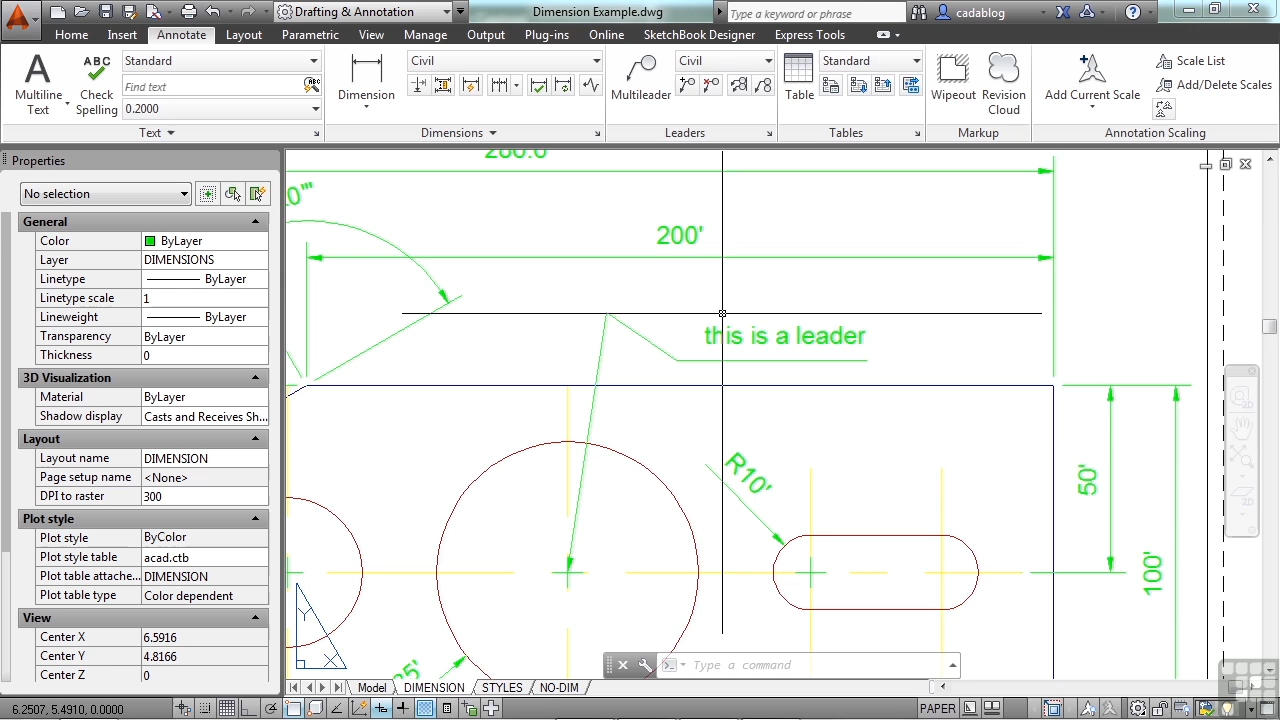 Drafting & Annotation
Dimension Example.dwg
Type a keyword or phrase
cadablog
Home Insert Annotate Layout Parametric View Manage Output Plug-ins Online SketchBook Designer Express Tools
Multiline Text
ABC
Check Spelling
Standard
Find text
0.2000
Text
Dimension
Civil
Dimensions
Multileader
Civil
Leaders
Table
Standard
Tables
Wipeout
Revision Cloud
Markup
Add Current Scale
Scale List
Add/Delete Scales
Annotation Scaling
Properties
No selection
General
Color ByLayer
Layer DIMENSIONS
Linetype ByLayer
Linetype scale 1
Lineweight ByLayer
Transparency ByLayer
Thickness 0
3D Visualization
Material ByLayer
Shadow display Casts and Receives Sh...
Layout
Layout name DIMENSION
Page setup name <None>
DPI to raster 300
Plot style
Plot style ByColor
Plot style table acad.ctb
Plot table attache... DIMENSION
Plot table type Color dependent
View
Center X 6.5916
Center Y 4.8166
Center Z 0
200'
this is a leader
R10'
50'
100'
Y
X
Type a command
Model DIMENSION STYLES NO-DIM
6.2507, 5.4910, 0.0000
PAPER